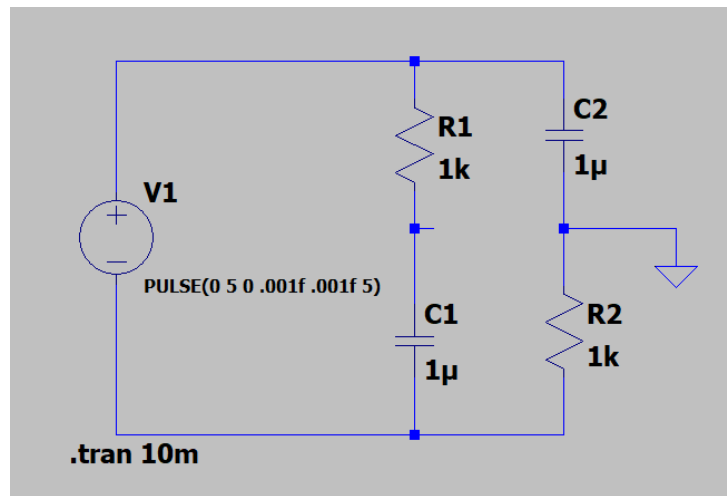 R1
1k
C2
1µ
V1
PULSE(0 5 0 .001f .001f 5)
C1
1µ
R2
1k
.tran 10m